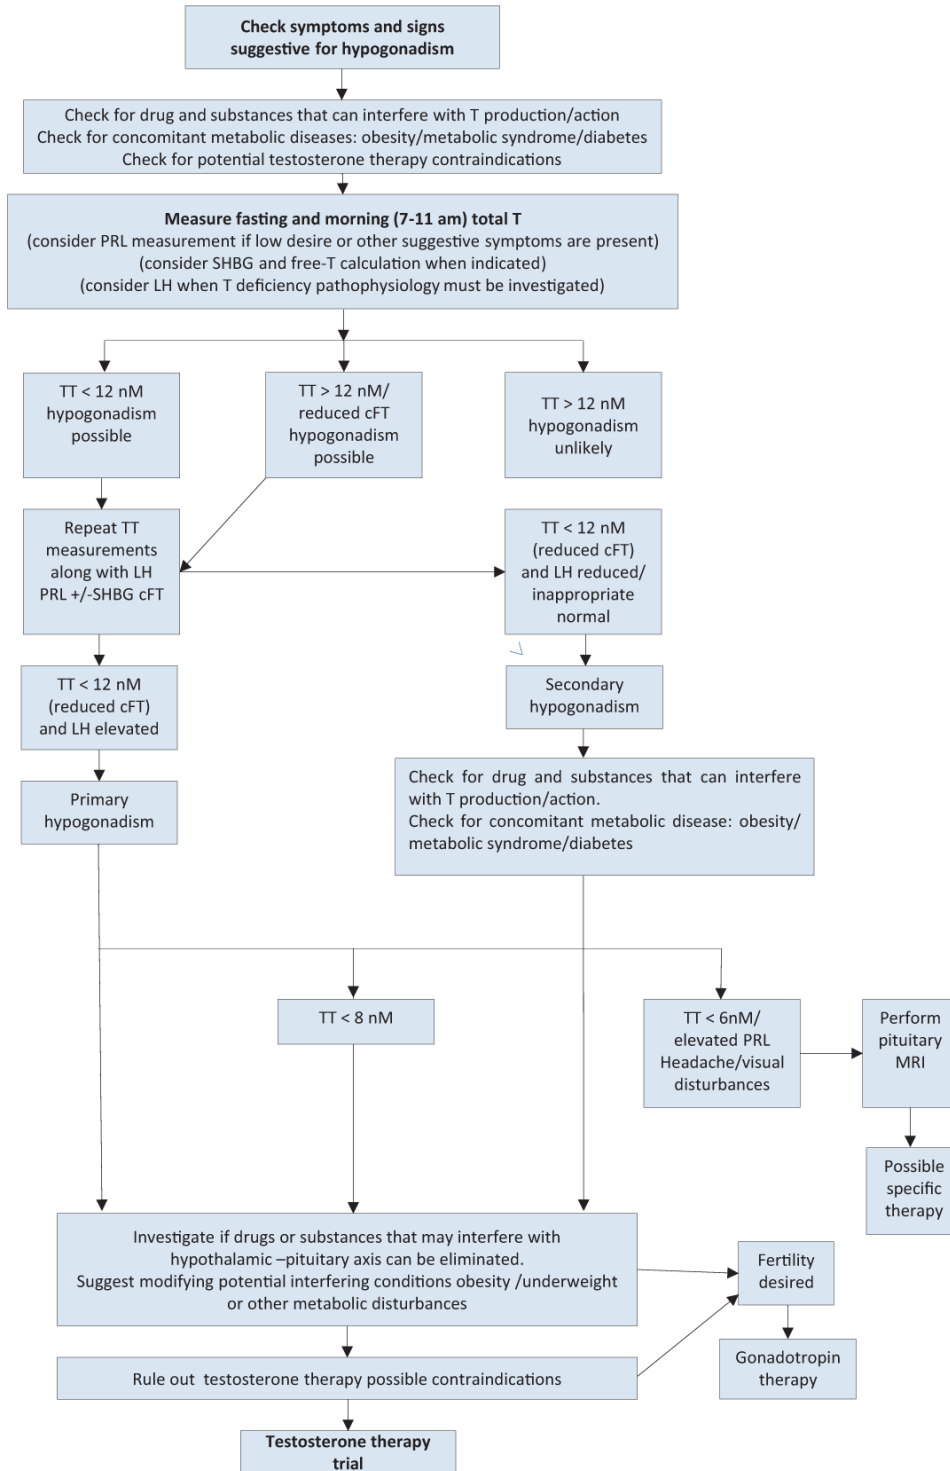 Check symptoms and signs
suggestive for hypogonadism
Check for drug and substances that can interfere with T production/action
Check for concomitant metabolic diseases: obesity/metabolic syndrome/diabetes
Check for potential testosterone therapy contraindications
Measure fasting and morning (7-11 am) total T
(consider PRL measurement if low desire or other suggestive symptoms are present)
(consider SHBG and free-T calculation when indicated)
(consider LH when T deficiency pathophysiology must be investigated)
TT < 12 nM
hypogonadism
possible
TT > 12 nM/
reduced cFT
hypogonadism
possible
TT > 12 nM
hypogonadism
unlikely
Repeat TT
measurements
along with LH
PRL +/-SHBG cFT
TT < 12 nM
(reduced cFT)
and LH reduced/
inappropriate
normal
TT < 12 nM
(reduced cFT)
and LH elevated
Secondary
hypogonadism
Primary
hypogonadism
Check for drug and substances that can interfere
with T production/action.
Check for concomitant metabolic disease: obesity/
metabolic syndrome/diabetes
TT < 8 nM
TT < 6nM/
elevated PRL
Headache/visual
disturbances
Perform
pituitary
MRI
Possible
specific
therapy
Investigate if drugs or substances that may interfere with
hypothalamic –pituitary axis can be eliminated.
Suggest modifying potential interfering conditions obesity /underweight
or other metabolic disturbances
Fertility
desired
Rule out testosterone therapy possible contraindications
Gonadotropin
therapy
Testosterone therapy
trial